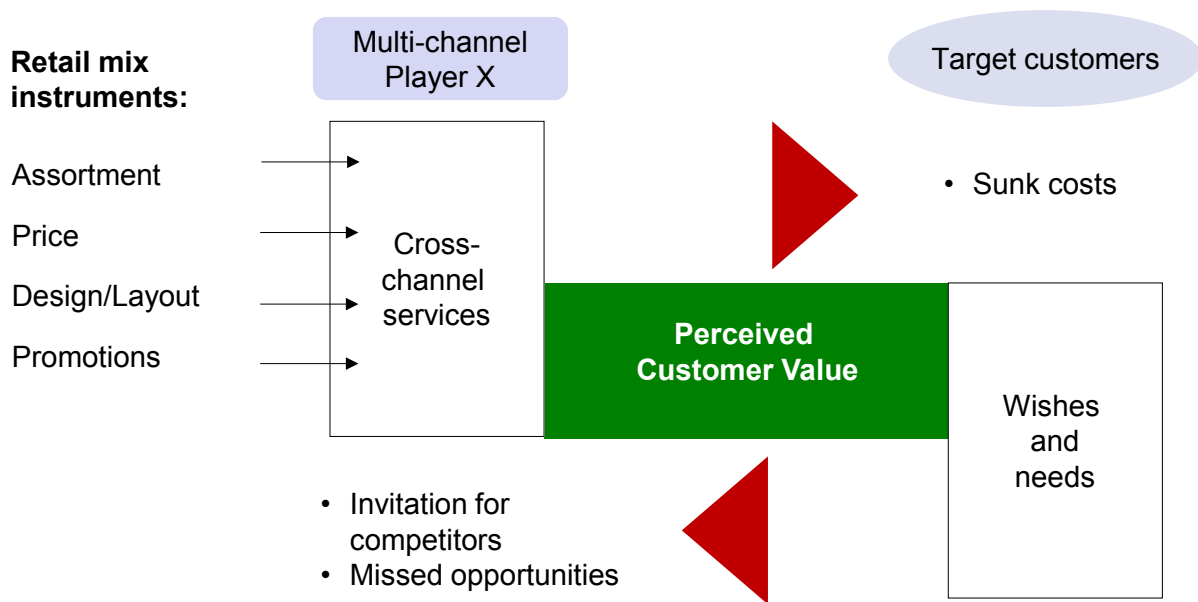 Retail mix
instruments:
Multi-channel
Player X
Target customers
Assortment
Price
Design/Layout
Promotions
Cross-
channel
services
• Sunk costs
Perceived
Customer Value
Wishes
and
needs
• Invitation for
competitors
• Missed opportunities